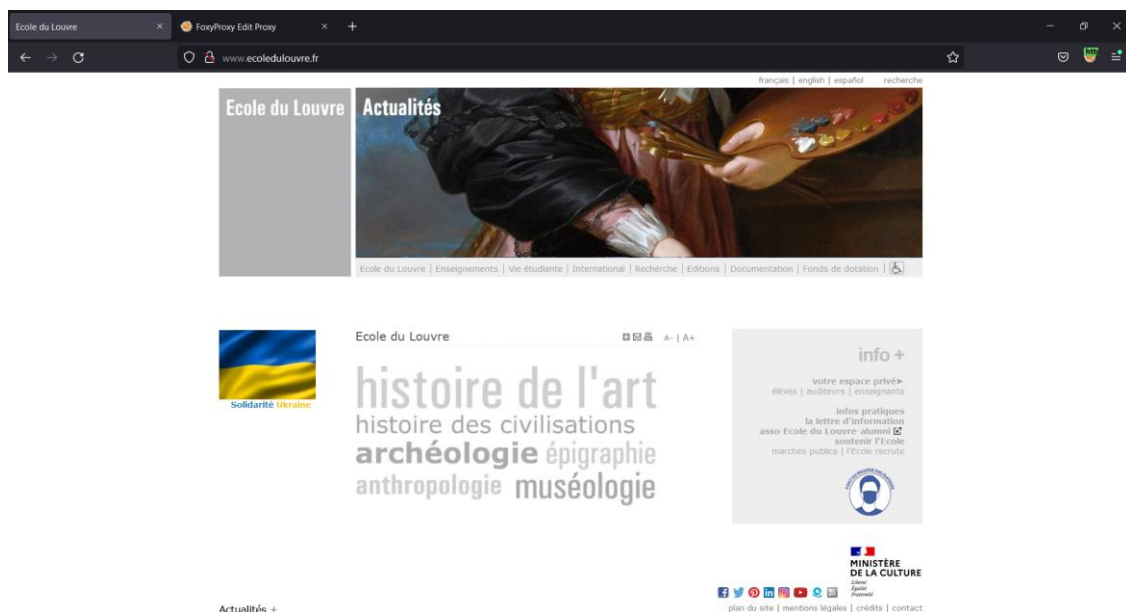 Ecole du Louvre
FoxyProxy Edit Proxy
www.ecoledulouvre.fr
français | english | español recherche
Ecole du Louvre
Actualités
Ecole du Louvre | Enseignements | Vie étudiante | International | Recherche | Editions | Documentation | Fonds de dotation |
Solidarité Ukraine
Ecole du Louvre
A- | A+
histoire de l'art
histoire des civilisations
archéologie épigraphie
anthropologie muséologie
info +
votre espace privé
élèves | auditeurs | enseignants
infos pratiques
la lettre d'information
asso Ecole du Louvre-alumni
soutenir l'Ecole
marchés publics | l'Ecole recrute
MINISTÈRE
DE LA CULTURE
Liberté
Égalité
Fraternité
Actualités +
plan du site | mentions légales | crédits | contact